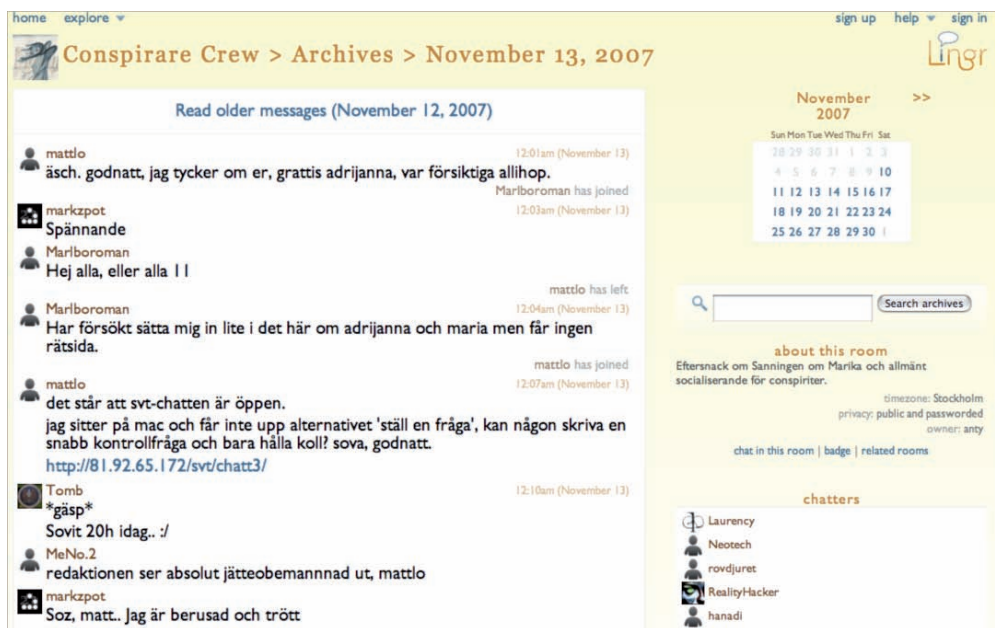 home explore
sign up help sign in
Conspirare Crew > Archives > November 13, 2007
Lingr
Read older messages (November 12, 2007)
mattlo 12:01am (November 13)
äsch. godnatt, jag tycker om er, grattis adrijanna, var försiktiga allihop.
Marlboroman has joined
markzpot 12:03am (November 13)
Spännande
Marlboroman
Hej alla, eller alla 11
mattlo has left
Marlboroman 12:04am (November 13)
Har försökt sätta mig in lite i det här om adrijanna och maria men får ingen
rätsida.
mattlo has joined
mattlo 12:07am (November 13)
det står att svt-chatten är öppen.
jag sitter på mac och får inte upp alternativet 'ställ en fråga', kan någon skriva en
snabb kontrollfråga och bara hålla koll? sova, godnatt.
http://81.92.65.172/svt/chatt3/
Tomb 12:10am (November 13)
*gäsp*
Sovit 20h idag.. :/
MeNo.2
redaktionen ser absolut jätteobemannnad ut, mattlo
markzpot
Soz, matt.. Jag är berusad och trött
November >>
2007
Sun Mon Tue Wed Thu Fri Sat
28 29 30 31 1 2 3
4 5 6 7 8 9 10
11 12 13 14 15 16 17
18 19 20 21 22 23 24
25 26 27 28 29 30 1
Search archives
about this room
Eftersnack om Sanningen om Marika och allmänt
socialiserande för conspiriter.
timezone: Stockholm
privacy: public and passworded
owner: anty
chat in this room | badge | related rooms
chatters
Laurency
Neotech
rovdjuret
RealityHacker
hanadi